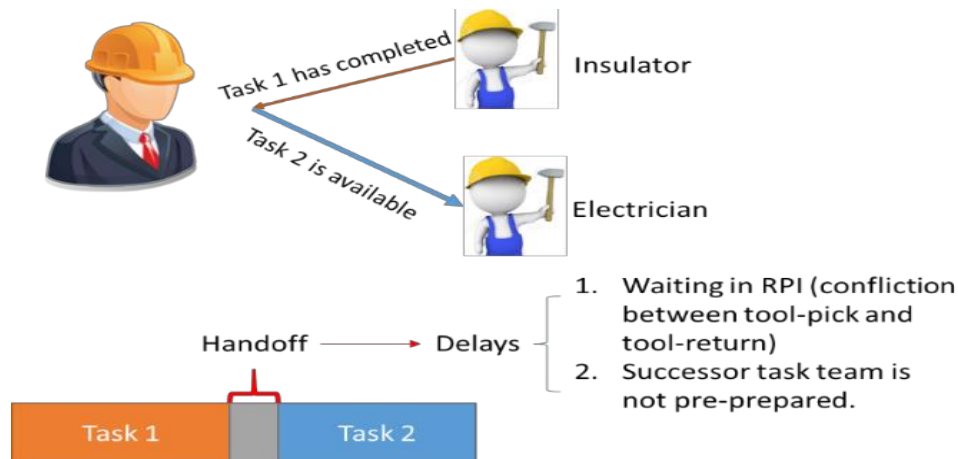 Task 1 has completed
Insulator
Task 2 is available
Electrician
1. Waiting in RPI (confliction
between tool-pick and
tool-return)
2. Successor task team is
not pre-prepared.
Handoff
Delays
Task 1
Task 2